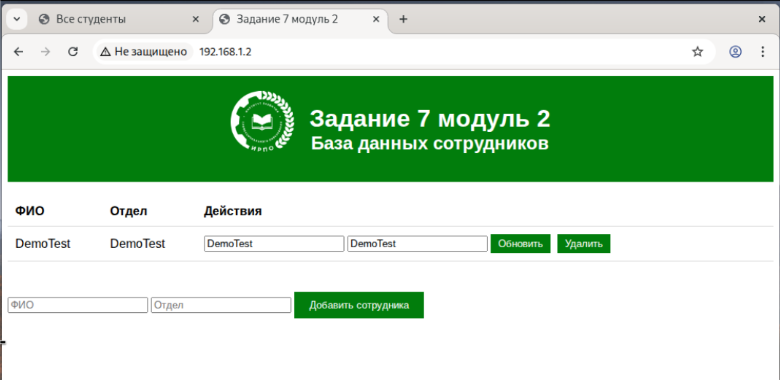 Все студенты
Задание 7 модуль 2
Не защищено
192.168.1.2
ИРПО
Задание 7 модуль 2
База данных сотрудников
ФИО Отдел Действия
DemoTest DemoTest DemoTest DemoTest Обновить Удалить
ФИО Отдел Добавить сотрудника